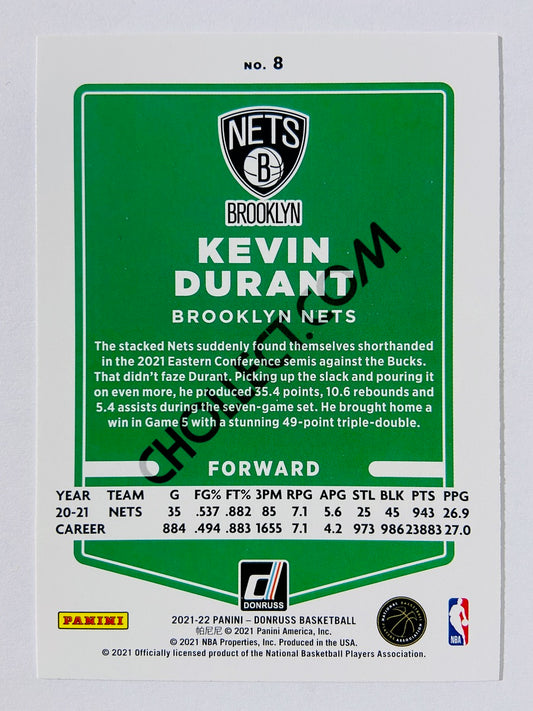 NO. 8
NETS
B
BROOKLYN
KEVIN
DURANT
BROOKLYN NETS
The stacked Nets suddenly found themselves shorthanded
in the 2021 Eastern Conference semis against the Bucks.
That didn't faze Durant. Picking up the slack and pouring it
on even more, he produced 35.4 points, 10.6 rebounds and
5.4 assists during the seven-game set. He brought home a
win in Game 5 with a stunning 49-point triple-double.
CHOLLECT.COM
FORWARD
YEAR TEAM G FG% FT% 3PM RPG APG STL BLK PTS PPG
20-21 NETS 35 .537 .882 85 7.1 5.6 25 45 943 26.9
CAREER 884 .494 .883 1655 7.1 4.2 973 986 23883 27.0
DONRUSS
PANINI
2021-22 PANINI – DONRUSS BASKETBALL
帕尼尼 © 2021 Panini America, Inc.
© 2021 NBA Properties, Inc. Produced in the USA.
© 2021 Officially licensed product of the National Basketball Players Association.
NATIONAL BASKETBALL
PLAYERS ASSOCIATION
NBA